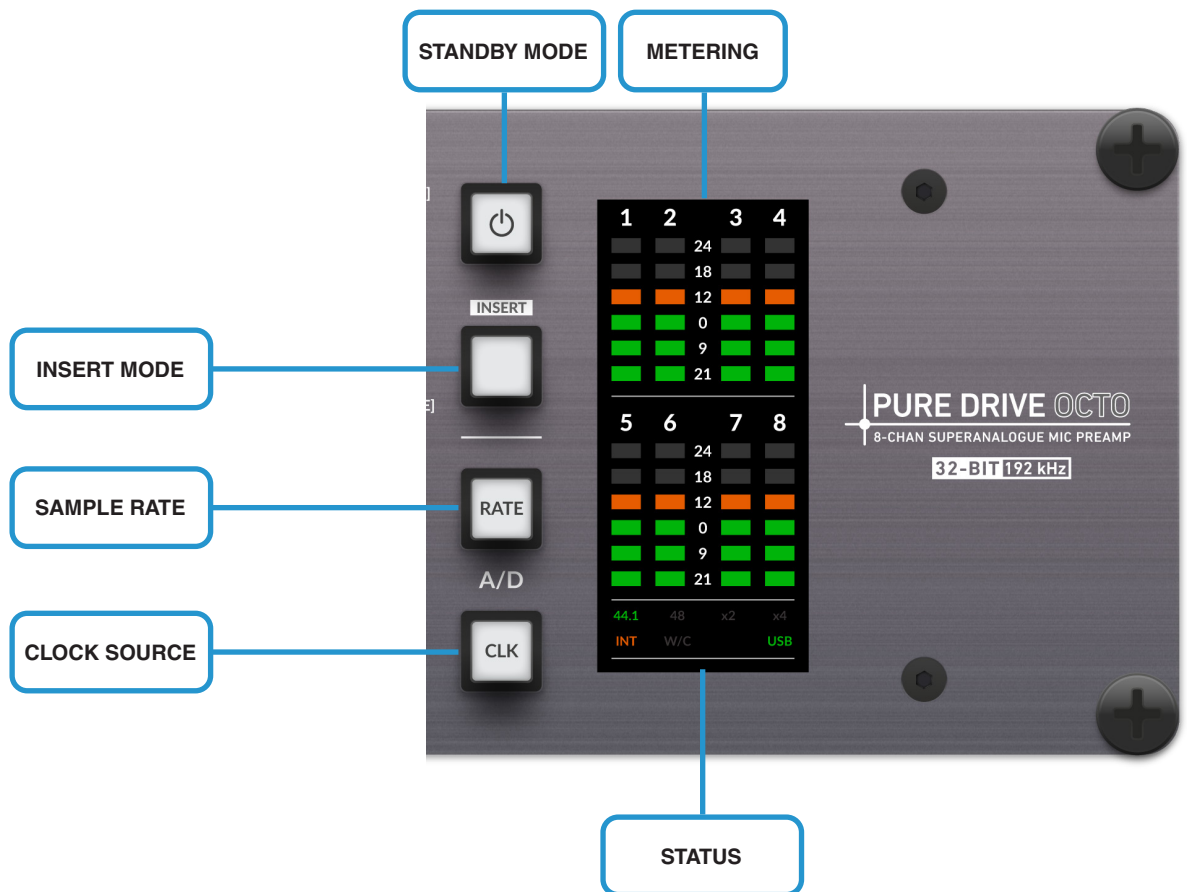 STANDBY MODE
METERING
INSERT MODE
SAMPLE RATE
CLOCK SOURCE
]
INSERT
E]
RATE
A/D
CLK
1 2 3 4
24
18
12
0
9
21
5 6 7 8
24
18
12
0
9
21
44.1 48 x2 x4
INT W/C USB
PURE DRIVE OCTO
8-CHAN SUPERANALOGUE MIC PREAMP
32-BIT 192 kHz
STATUS